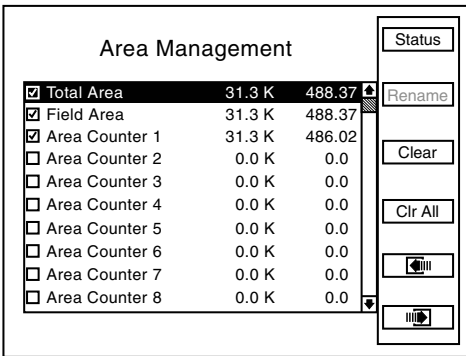 Area Management
Total Area 31.3 K 488.37
Field Area 31.3 K 488.37
Area Counter 1 31.3 K 486.02
Area Counter 2 0.0 K 0.0
Area Counter 3 0.0 K 0.0
Area Counter 4 0.0 K 0.0
Area Counter 5 0.0 K 0.0
Area Counter 6 0.0 K 0.0
Area Counter 7 0.0 K 0.0
Area Counter 8 0.0 K 0.0
Status
Rename
Clear
Clr All